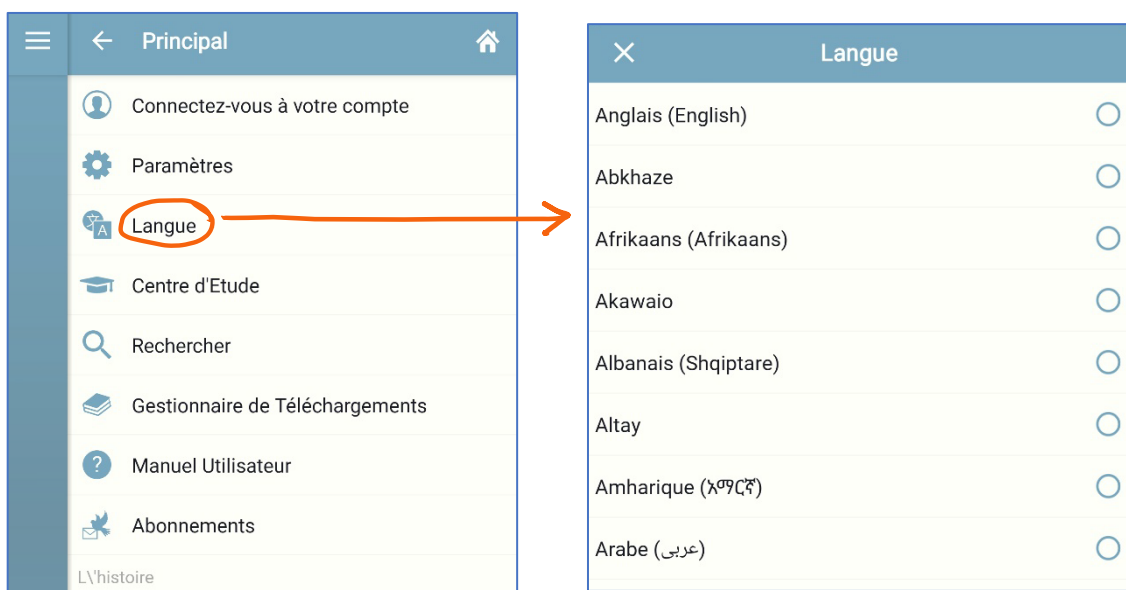 Principal
Connectez-vous à votre compte
Paramètres
Langue
Centre d'Etude
Rechercher
Gestionnaire de Téléchargements
Manuel Utilisateur
Abonnements
L\'histoire
Langue
Anglais (English)
Abkhaze
Afrikaans (Afrikaans)
Akawaio
Albanais (Shqiptare)
Altay
Amharique (አማርኛ)
Arabe (عربى)